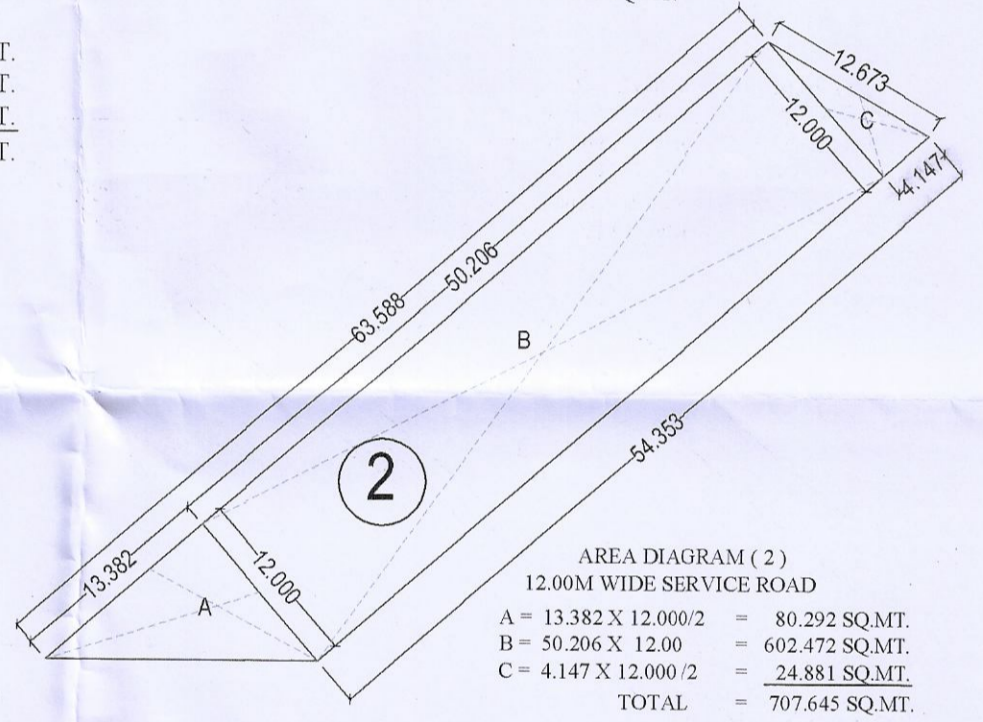 T.
T.
T.
T.
12.673
C
12.000
4.147
50.206
63.588
B
54.353
2
13.382
12.000
A
AREA DIAGRAM ( 2 )
12.00M WIDE SERVICE ROAD
A = 13.382 X 12.000/2 = 80.292 SQ.MT.
B = 50.206 X 12.00 = 602.472 SQ.MT.
C = 4.147 X 12.000 /2 = 24.881 SQ.MT.
TOTAL = 707.645 SQ.MT.